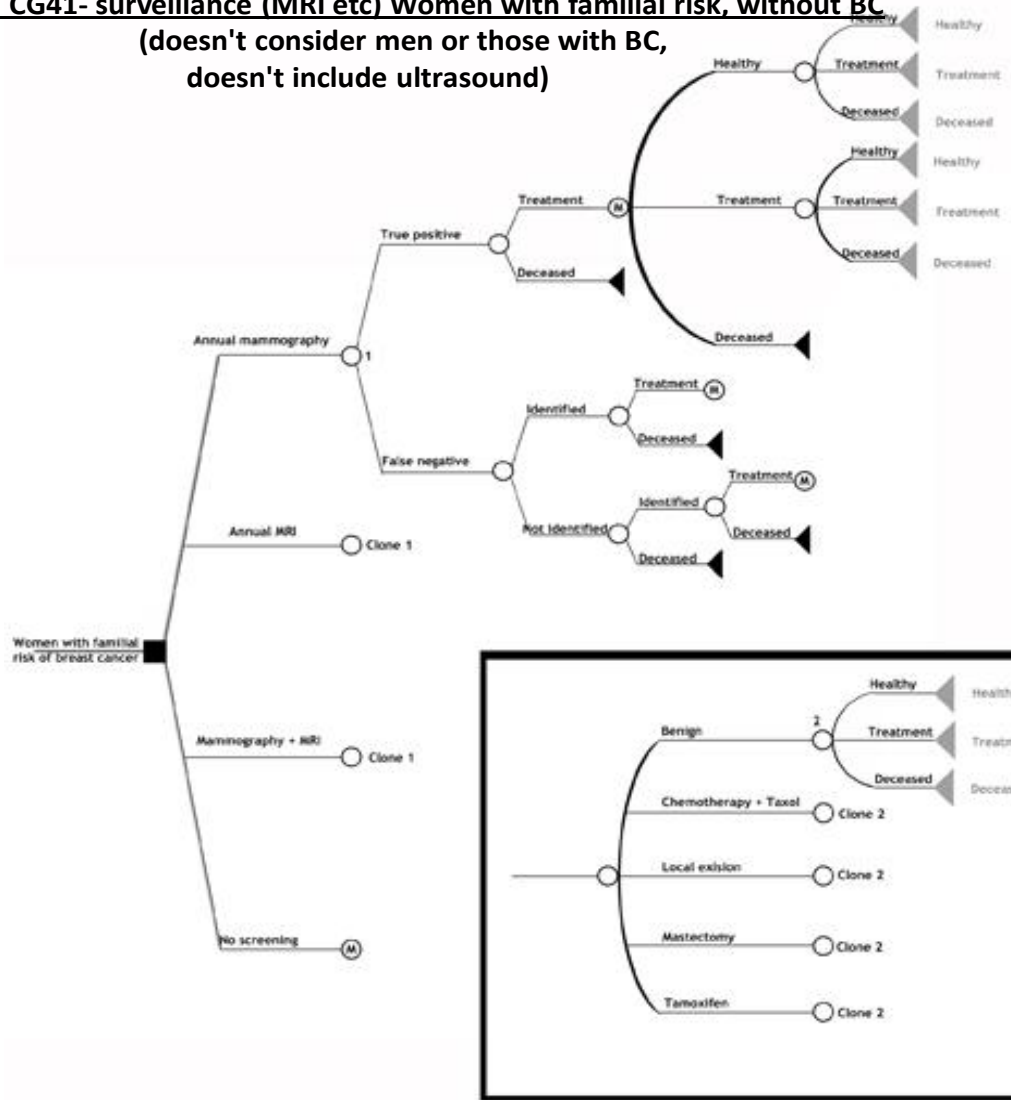 CG41- surveillance (MRI etc) Women with familial risk, without BC
(doesn't consider men or those with BC,
doesn't include ultrasound)
Healthy
Healthy
Healthy
Treatment
Treatment
Deceased
Deceased
Healthy
Healthy
Treatment
Treatment
Treatment
Treatment
Deceased
Deceased
M
True positive
Deceased
Deceased
Annual mammography
1
Treatment
M
Identified
Deceased
False negative
Treatment
M
Identified
Not Identified
Deceased
Deceased
Annual MRI
Clone 1
Women with familial
risk of breast cancer
Mammography + MRI
Clone 1
No screening
M
Healthy
Benign
2
Treatment
Deceased
Chemotherapy + Taxol
Clone 2
Local exision
Clone 2
Mastectomy
Clone 2
Tamoxifen
Clone 2